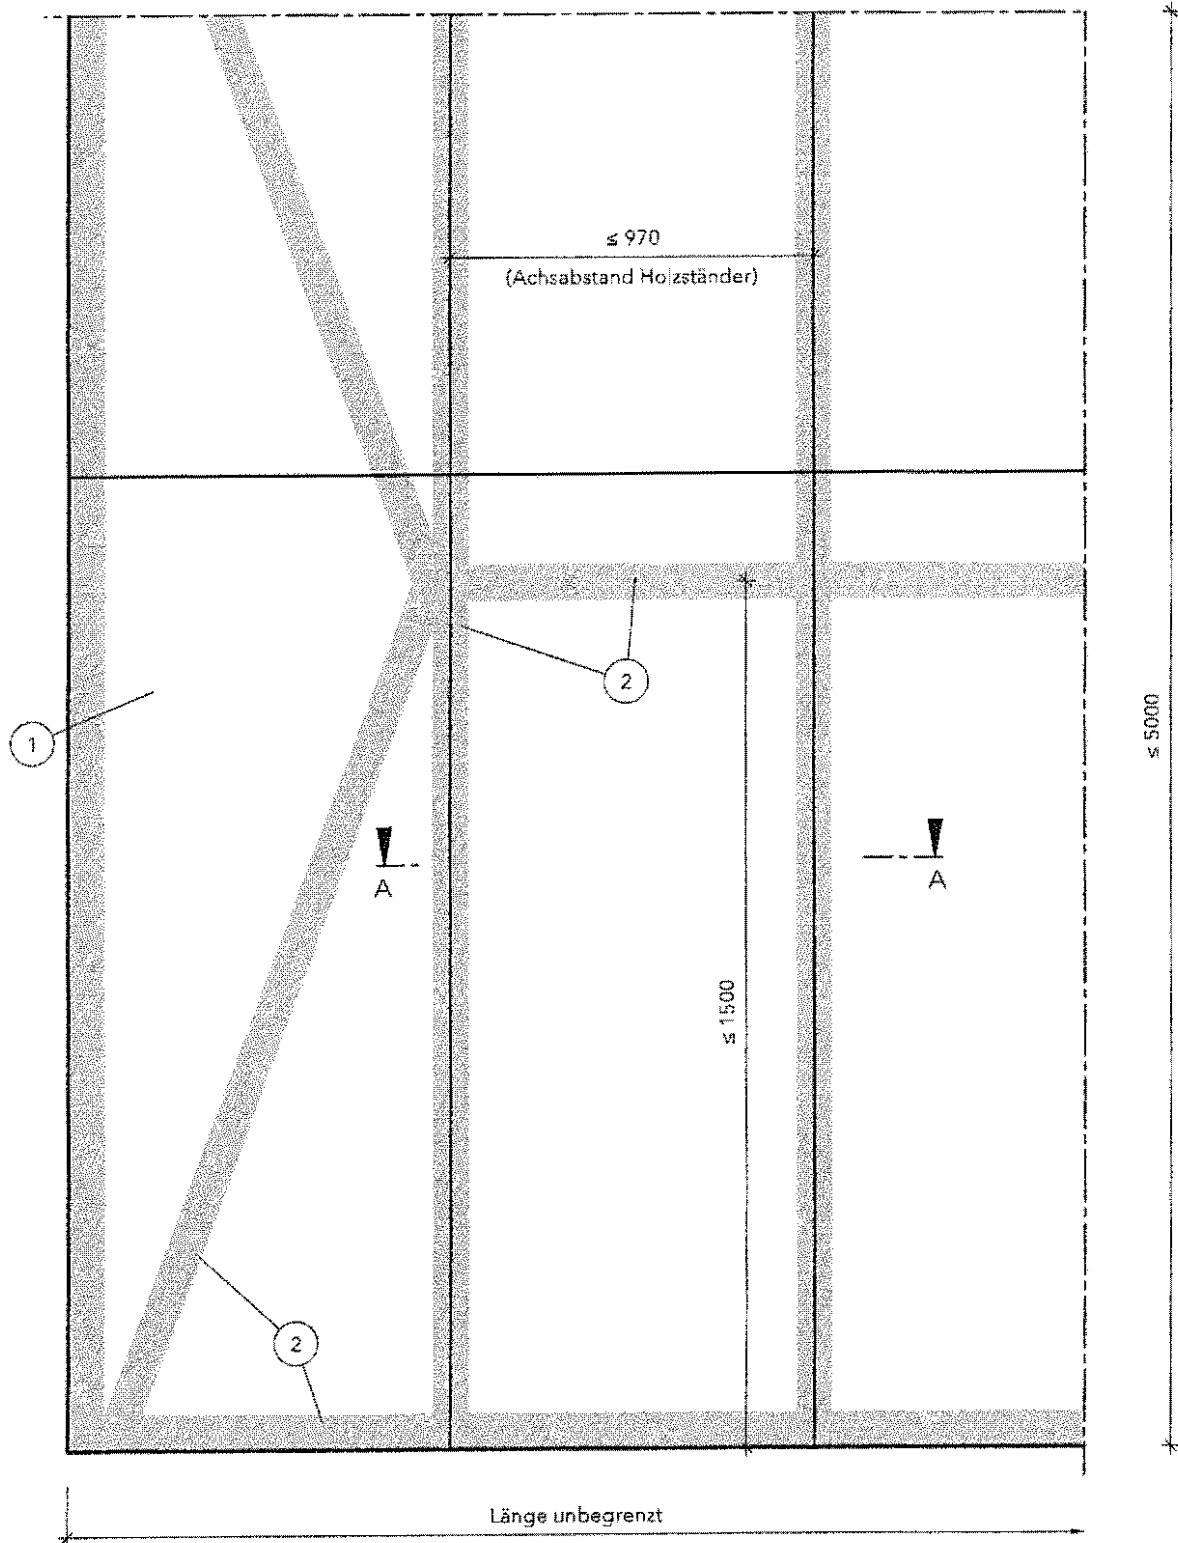 ≤ 970
(Achsabstand Holzständer)
2
1
≤ 5000
A
A
≤ 1500
2
Länge unbegrenzt